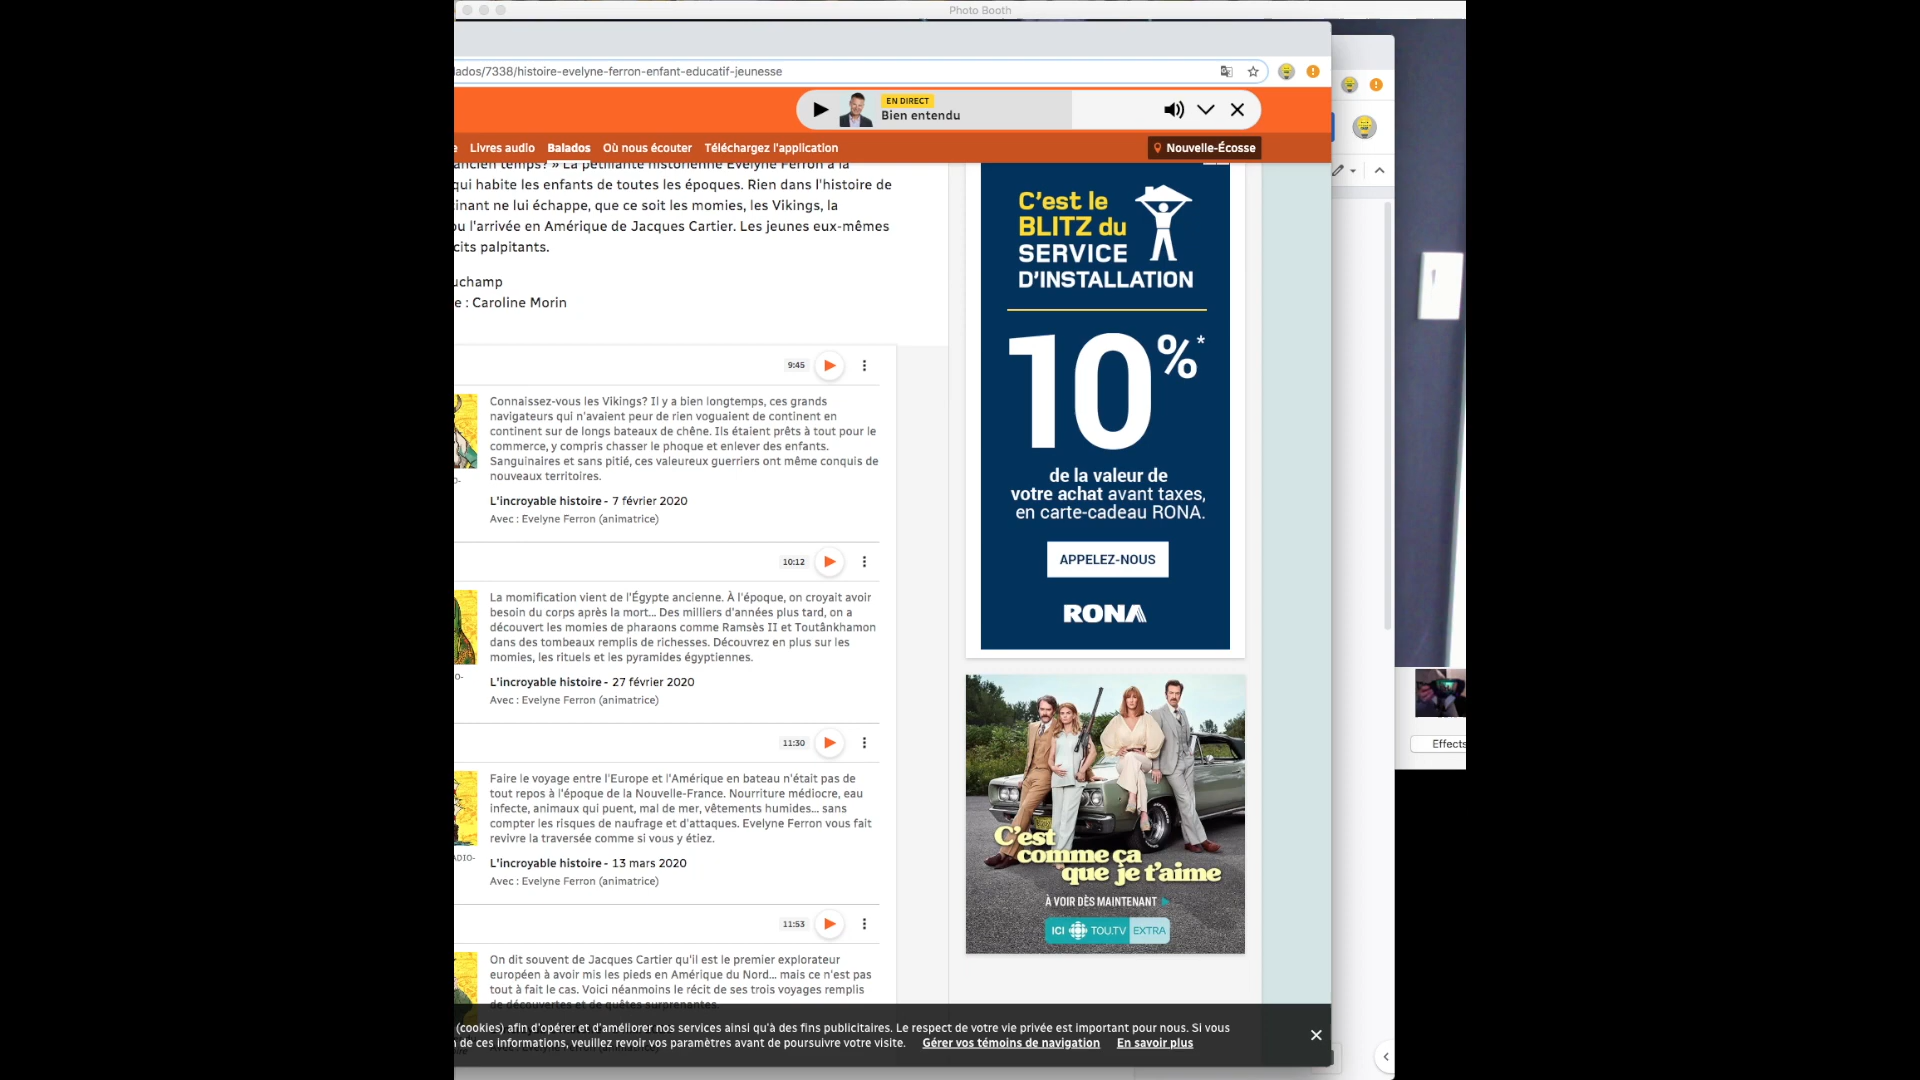 Photo Booth
lados/7338/histoire-evelyne-ferron-enfant-educatif-jeunesse
EN DIRECT
Bien entendu
Livres audio Balados Où nous écouter Téléchargez l'application
Nouvelle-Écosse
ancien temps? » La pétillante historienne Evelyne Ferron a la
qui habite les enfants de toutes les époques. Rien dans l'histoire de
inant ne lui échappe, que ce soit les momies, les Vikings, la
ou l'arrivée en Amérique de Jacques Cartier. Les jeunes eux-mêmes
cits palpitants.
uchamp
e : Caroline Morin
9:45
Connaissez-vous les Vikings? Il y a bien longtemps, ces grands
navigateurs qui n'avaient peur de rien voguaient de continent en
continent sur de longs bateaux de chêne. Ils étaient prêts à tout pour le
commerce, y compris chasser le phoque et enlever des enfants.
Sanguinaires et sans pitié, ces valeureux guerriers ont même conquis de
nouveaux territoires.
L'incroyable histoire - 7 février 2020
Avec : Evelyne Ferron (animatrice)
10:12
La momification vient de l'Égypte ancienne. À l'époque, on croyait avoir
besoin du corps après la mort... Des milliers d'années plus tard, on a
découvert les momies de pharaons comme Ramsès II et Toutânkhamon
dans des tombeaux remplis de richesses. Découvrez en plus sur les
momies, les rituels et les pyramides égyptiennes.
L'incroyable histoire - 27 février 2020
Avec : Evelyne Ferron (animatrice)
11:30
Faire le voyage entre l'Europe et l'Amérique en bateau n'était pas de
tout repos à l'époque de la Nouvelle-France. Nourriture médiocre, eau
infecte, animaux qui puent, mal de mer, vêtements humides... sans
compter les risques de naufrage et d'attaques. Evelyne Ferron vous fait
revivre la traversée comme si vous y étiez.
ADIO-
L'incroyable histoire - 13 mars 2020
Avec : Evelyne Ferron (animatrice)
11:53
On dit souvent de Jacques Cartier qu'il est le premier explorateur
européen à avoir mis les pieds en Amérique du Nord... mais ce n'est pas
tout à fait le cas. Voici néanmoins le récit de ses trois voyages remplis
de découvertes et de quêtes surprenantes.
C'est le
BLITZ du
SERVICE
D'INSTALLATION
10%*
de la valeur de
votre achat avant taxes,
en carte-cadeau RONA.
APPELEZ-NOUS
RONA
C'est
comme ça
que je t'aime
À VOIR DÈS MAINTENANT
ICI TOU.TV EXTRA
Effects
(cookies) afin d'opérer et d'améliorer nos services ainsi qu'à des fins publicitaires. Le respect de votre vie privée est important pour nous. Si vous
de ces informations, veuillez revoir vos paramètres avant de poursuivre votre visite. Gérer vos témoins de navigation En savoir plus